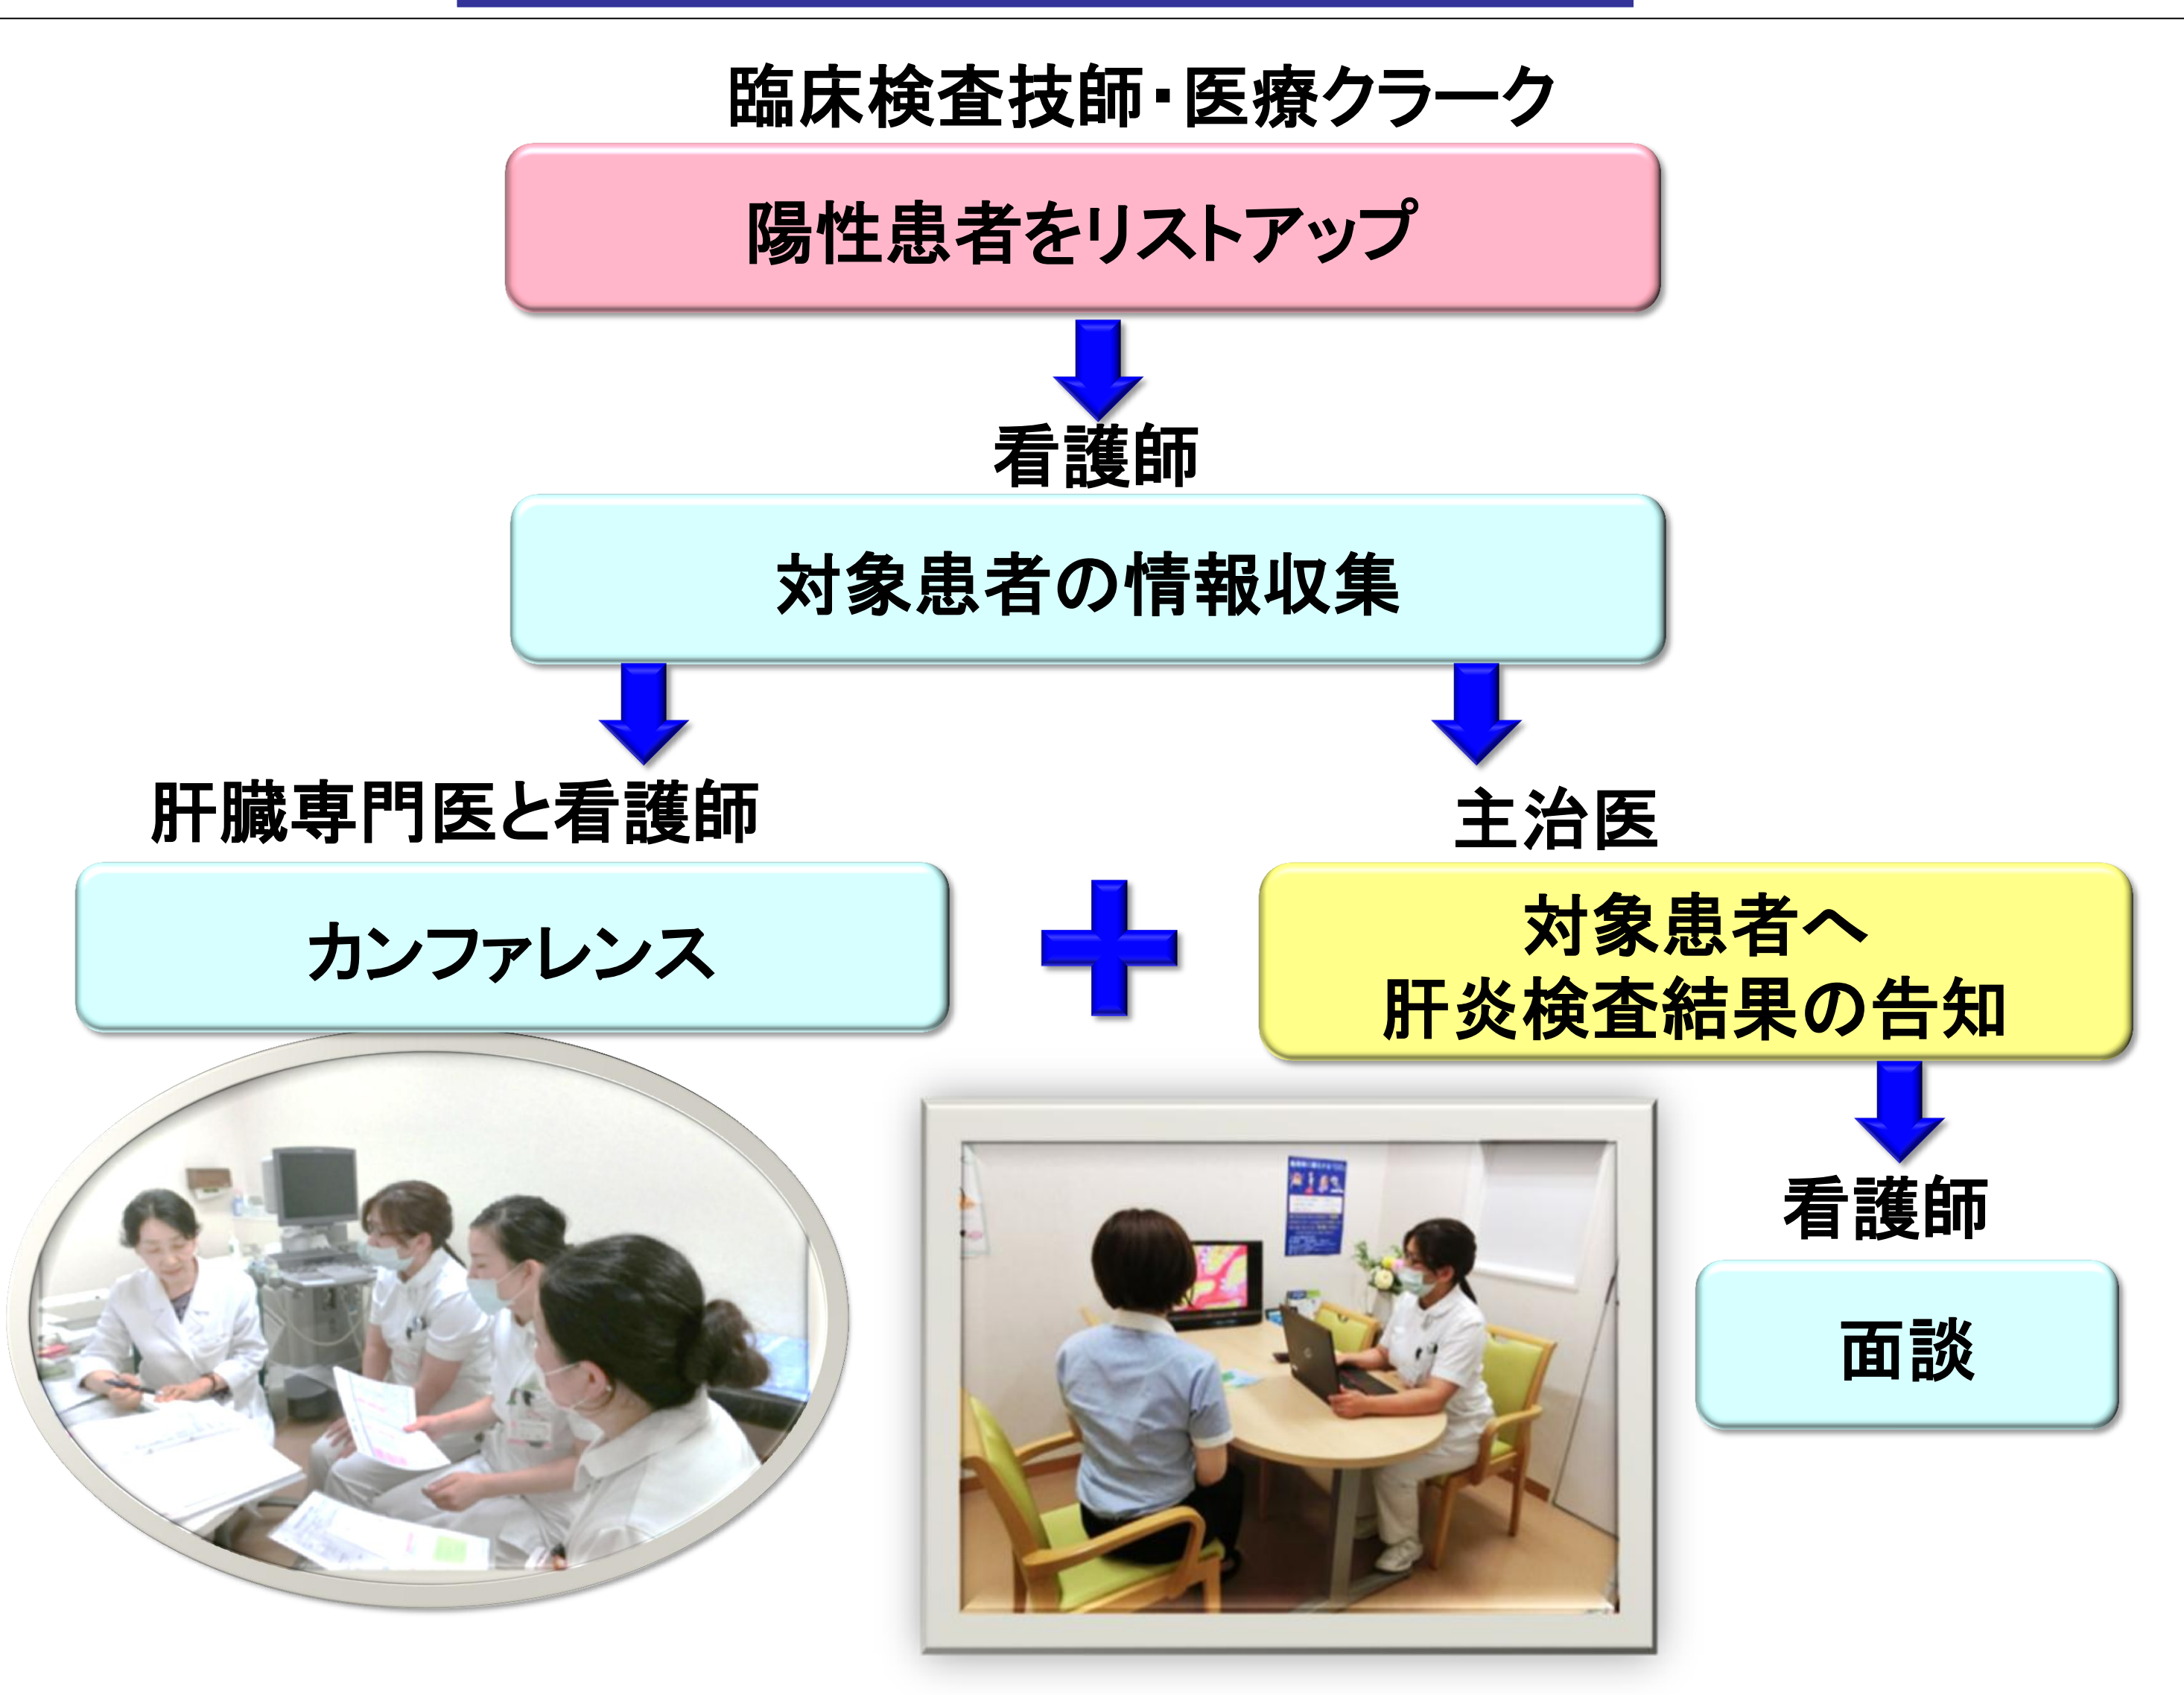 臨床検査技師・医療クラーク
陽性患者をリストアップ
看護師
対象患者の情報収集
肝臓専門医と看護師
主治医
カンファレンス
対象患者へ
肝炎検査結果の告知
看護師
面談